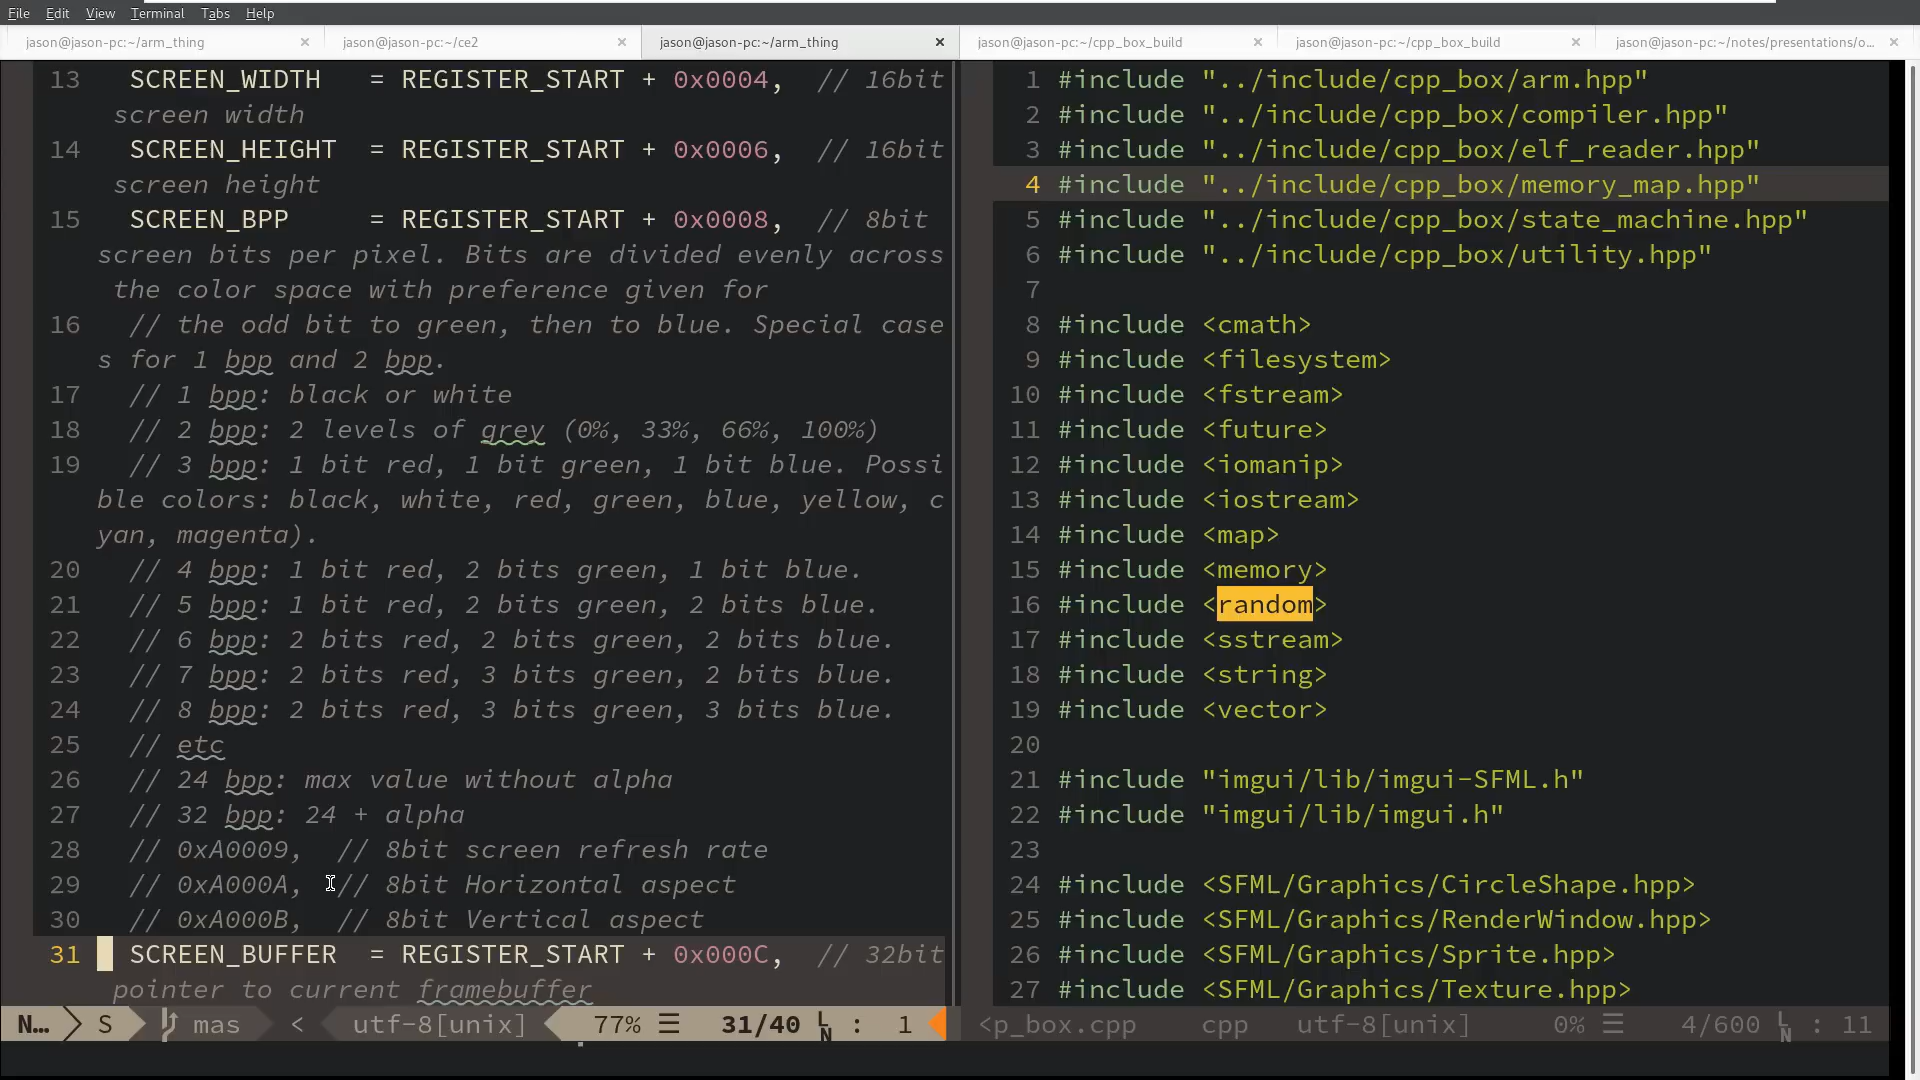 File Edit View Terminal Tabs Help
jason@jason-pc:~/arm_thing × jason@jason-pc:~/ce2 × jason@jason-pc:~/arm_thing × jason@jason-pc:~/cpp_box_build × jason@jason-pc:~/cpp_box_build × jason@jason-pc:~/notes/presentations/o... ×
13 SCREEN_WIDTH = REGISTER_START + 0x0004, // 16bit
screen width
14 SCREEN_HEIGHT = REGISTER_START + 0x0006, // 16bit
screen height
15 SCREEN_BPP = REGISTER_START + 0x0008, // 8bit
screen bits per pixel. Bits are divided evenly across
the color space with preference given for
16 // the odd bit to green, then to blue. Special case
s for 1 bpp and 2 bpp.
17 // 1 bpp: black or white
18 // 2 bpp: 2 levels of grey (0%, 33%, 66%, 100%)
19 // 3 bpp: 1 bit red, 1 bit green, 1 bit blue. Possi
ble colors: black, white, red, green, blue, yellow, c
yan, magenta).
20 // 4 bpp: 1 bit red, 2 bits green, 1 bit blue.
21 // 5 bpp: 1 bit red, 2 bits green, 2 bits blue.
22 // 6 bpp: 2 bits red, 2 bits green, 2 bits blue.
23 // 7 bpp: 2 bits red, 3 bits green, 2 bits blue.
24 // 8 bpp: 2 bits red, 3 bits green, 3 bits blue.
25 // etc
26 // 24 bpp: max value without alpha
27 // 32 bpp: 24 + alpha
28 // 0xA0009, // 8bit screen refresh rate
29 // 0xA000A, // 8bit Horizontal aspect
30 // 0xA000B, // 8bit Vertical aspect
31 SCREEN_BUFFER = REGISTER_START + 0x000C, // 32bit
pointer to current framebuffer
N… S mas < utf-8[unix] 77% ☰ 31/40 LN : 1
1 #include "../include/cpp_box/arm.hpp"
2 #include "../include/cpp_box/compiler.hpp"
3 #include "../include/cpp_box/elf_reader.hpp"
4 #include "../include/cpp_box/memory_map.hpp"
5 #include "../include/cpp_box/state_machine.hpp"
6 #include "../include/cpp_box/utility.hpp"
7
8 #include <cmath>
9 #include <filesystem>
10 #include <fstream>
11 #include <future>
12 #include <iomanip>
13 #include <iostream>
14 #include <map>
15 #include <memory>
16 #include <random>
17 #include <sstream>
18 #include <string>
19 #include <vector>
20
21 #include "imgui/lib/imgui-SFML.h"
22 #include "imgui/lib/imgui.h"
23
24 #include <SFML/Graphics/CircleShape.hpp>
25 #include <SFML/Graphics/RenderWindow.hpp>
26 #include <SFML/Graphics/Sprite.hpp>
27 #include <SFML/Graphics/Texture.hpp>
<p_box.cpp cpp utf-8[unix] 0% ☰ 4/600 LN : 11